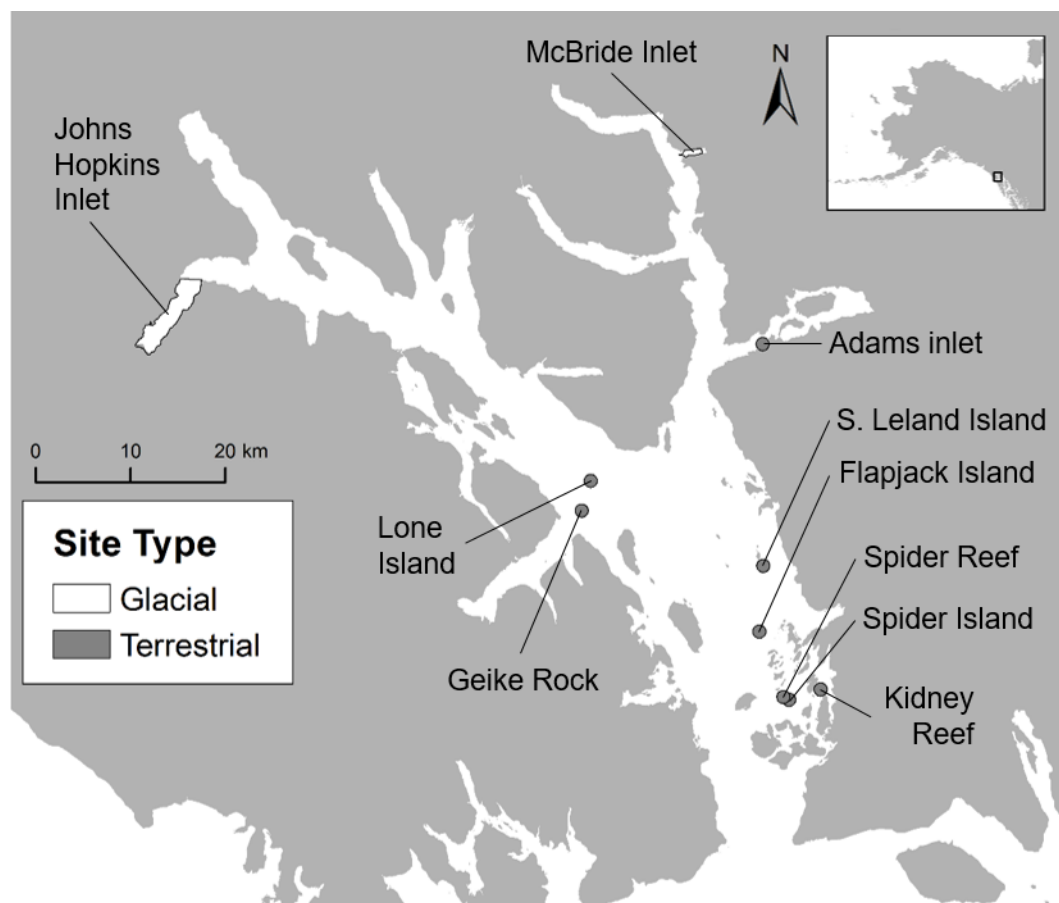 McBride Inlet
N
Johns
Hopkins
Inlet
Adams inlet
0 10 20 km
S. Leland Island
Flapjack Island
Lone
Island
Site Type
Glacial
Terrestrial
Spider Reef
Spider Island
Geike Rock
Kidney
Reef